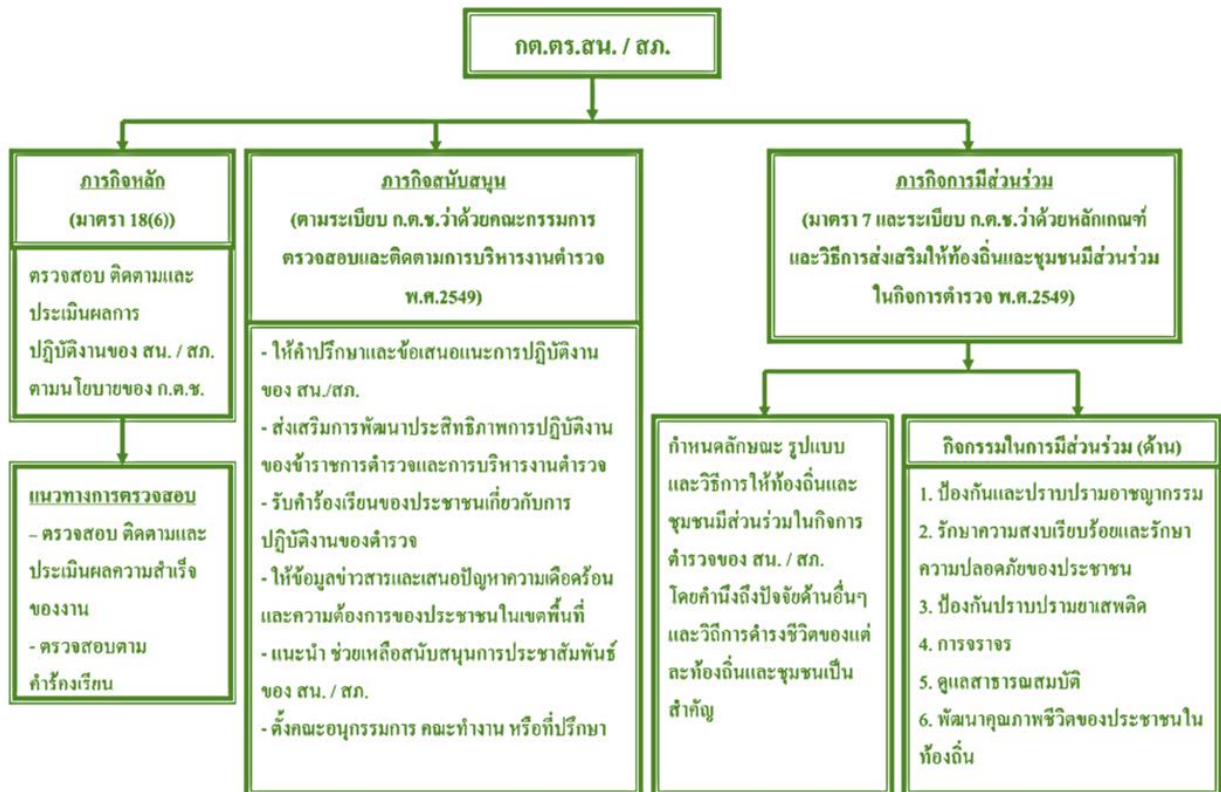 กต.ตร.สน. / สภ.
ภารกิจหลัก
(มาตรา 18(6))
ตรวจสอบ ติดตามและ
ประเมินผลการ
ปฏิบัติงานของ สน. / สภ.
ตามนโยบายของ ก.ต.ช.
แนวทางการตรวจสอบ
– ตรวจสอบ ติดตามและ
ประเมินผลความสำเร็จ
ของงาน
- ตรวจสอบตาม
คำร้องเรียน
ภารกิจสนับสนุน
(ตามระเบียบ ก.ต.ช.ว่าด้วยคณะกรรมการ
ตรวจสอบและติดตามการบริหารงานตำรวจ
พ.ศ.2549)
- ให้คำปรึกษาและข้อเสนอแนะการปฏิบัติงาน
ของ สน./สภ.
- ส่งเสริมการพัฒนาประสิทธิภาพการปฏิบัติงาน
ของข้าราชการตำรวจและการบริหารงานตำรวจ
- รับคำร้องเรียนของประชาชนเกี่ยวกับการ
ปฏิบัติงานของตำรวจ
- ให้ข้อมูลข่าวสารและเสนอปัญหาความเดือดร้อน
และความต้องการของประชาชนในเขตพื้นที่
- แนะนำ ช่วยเหลือสนับสนุนการประชาสัมพันธ์
ของ สน. / สภ.
- ตั้งคณะอนุกรรมการ คณะทำงาน หรือที่ปรึกษา
ภารกิจการมีส่วนร่วม
(มาตรา 7 และระเบียบ ก.ต.ช.ว่าด้วยหลักเกณฑ์
และวิธีการส่งเสริมให้ท้องถิ่นและชุมชนมีส่วนร่วม
ในกิจการตำรวจ พ.ศ.2549)
กำหนดลักษณะ รูปแบบ
และวิธีการให้ท้องถิ่นและ
ชุมชนมีส่วนร่วมในกิจการ
ตำรวจของ สน. / สภ.
โดยคำนึงถึงปัจจัยด้านอื่นๆ
และวิถีการดำรงชีวิตของแต่
ละท้องถิ่นและชุมชนเป็น
สำคัญ
กิจกรรมในการมีส่วนร่วม (ด้าน)
1. ป้องกันและปราบปรามอาชญากรรม
2. รักษาความสงบเรียบร้อยและรักษา
ความปลอดภัยของประชาชน
3. ป้องกันปราบปรามยาเสพติด
4. การจราจร
5. ดูแลสาธารณสมบัติ
6. พัฒนาคุณภาพชีวิตของประชาชนใน
ท้องถิ่น